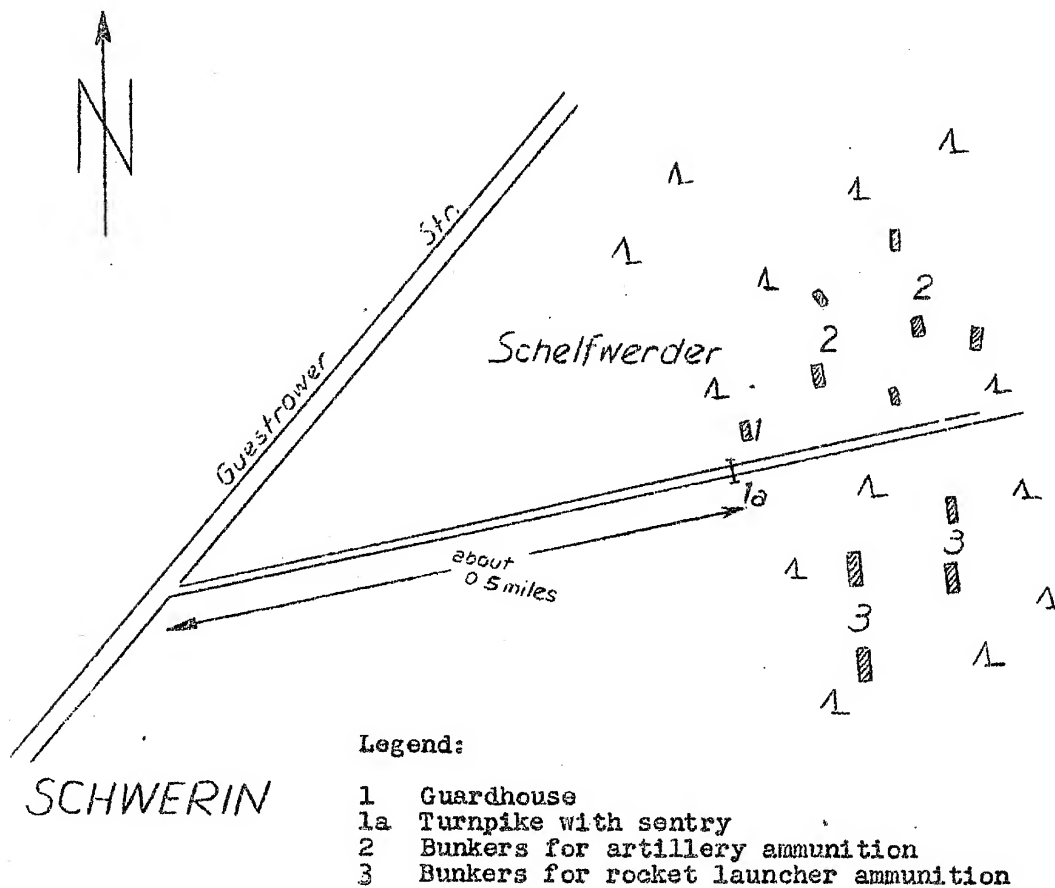 N
Guestrower Str.
2
2
Schelfwerder
1
1a
about
0 5 miles
3
3
SCHWERIN
Legend:
1 Guardhouse
1a Turnpike with sentry
2 Bunkers for artillery ammunition
3 Bunkers for rocket launcher ammunition